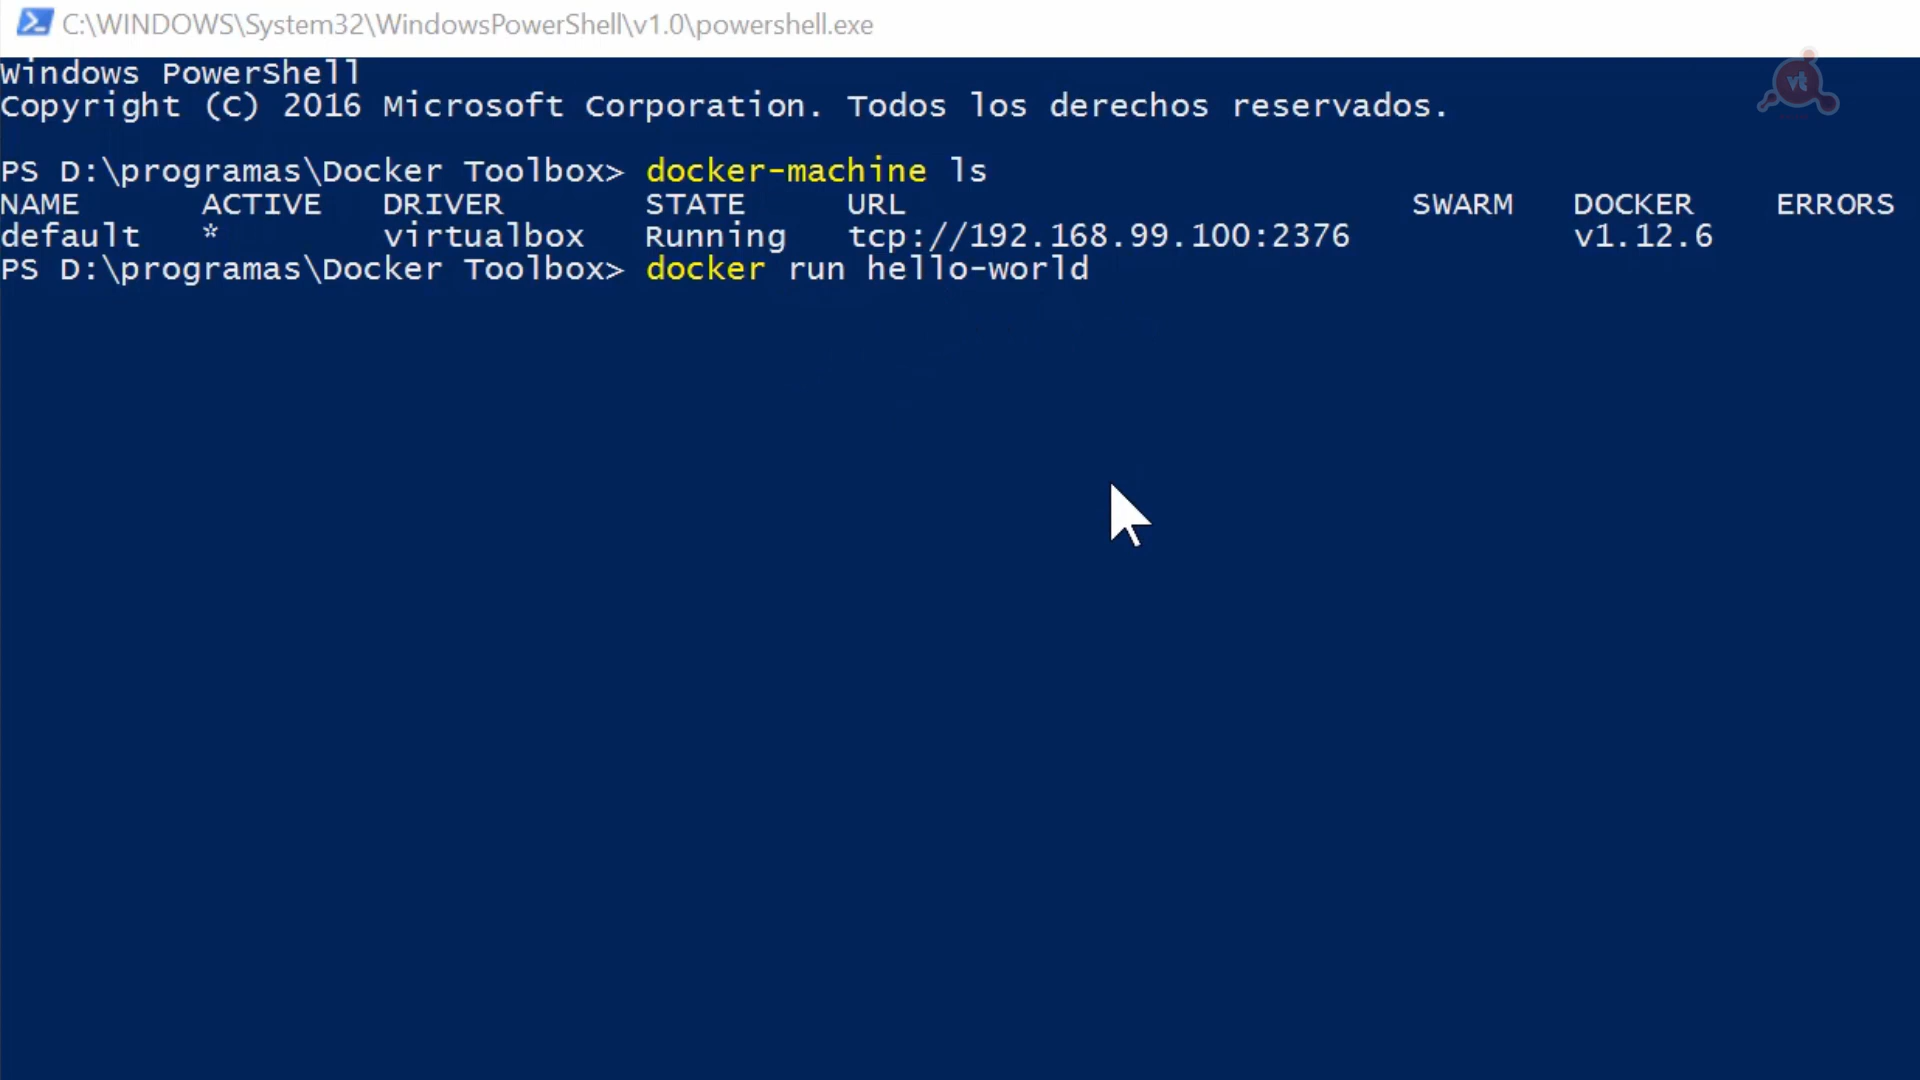 C:\WINDOWS\System32\WindowsPowerShell\v1.0\powershell.exe
Windows PowerShell
Copyright (C) 2016 Microsoft Corporation. Todos los derechos reservados.
vt
PS D:\programas\Docker Toolbox> docker-machine ls
NAME ACTIVE DRIVER STATE URL SWARM DOCKER ERRORS
default * virtualbox Running tcp://192.168.99.100:2376 v1.12.6
PS D:\programas\Docker Toolbox> docker run hello-world